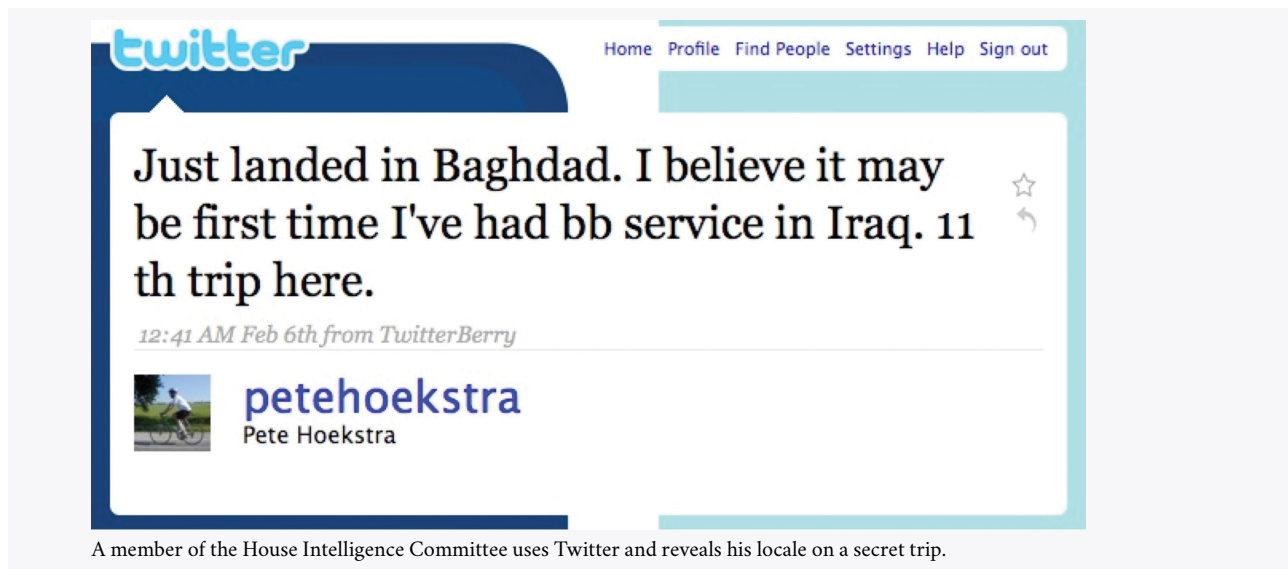 twitter
Home Profile Find People Settings Help Sign out
Just landed in Baghdad. I believe it may
be first time I've had bb service in Iraq. 11
th trip here.
12:41 AM Feb 6th from TwitterBerry
petehoekstra
Pete Hoekstra
A member of the House Intelligence Committee uses Twitter and reveals his locale on a secret trip.